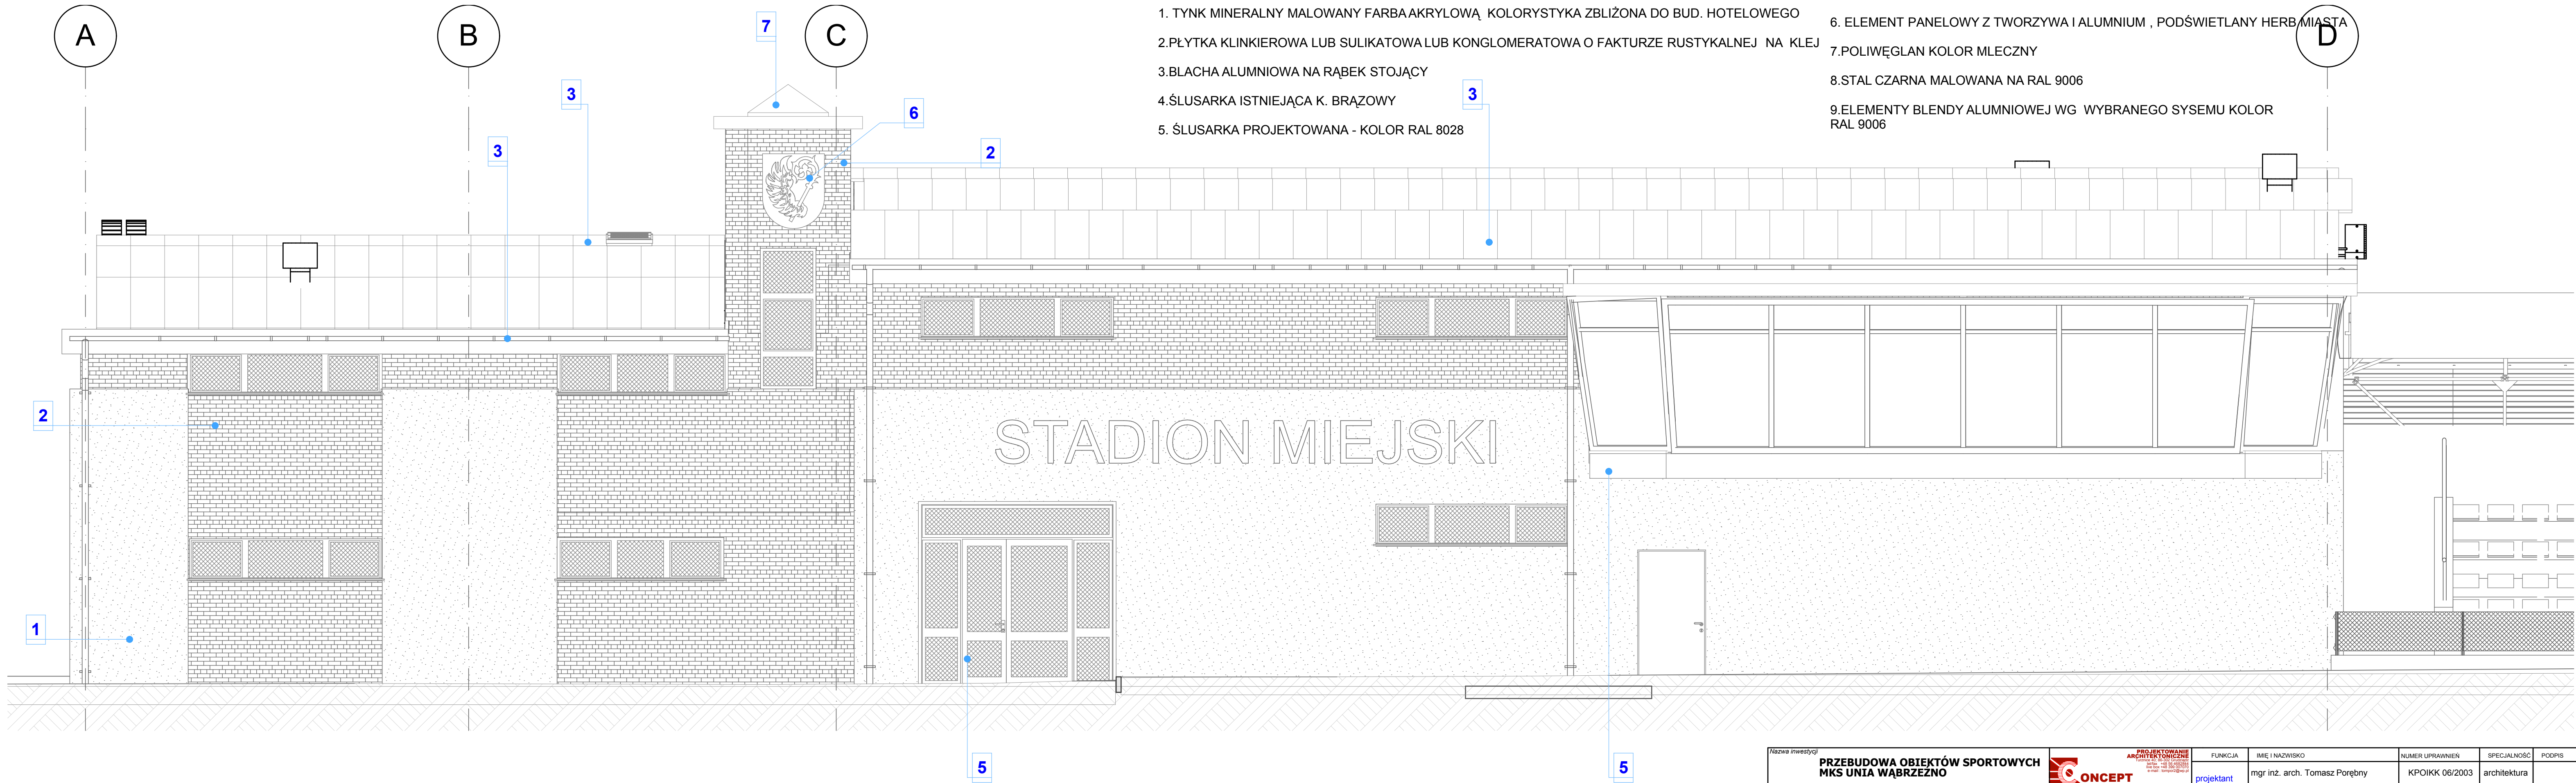 A
B
C
D
1. TYNK MINERALNY MALOWANY FARBA AKRYLOWĄ KOLORYSTYKA ZBLIŻONA DO BUD. HOTELOWEGO
2.PŁYTKA KLINKIEROWA LUB SULIKATOWA LUB KONGLOMERATOWA O FAKTURZE RUSTYKALNEJ NA KLEJ
3.BLACHA ALUMNIOWA NA RĄBEK STOJĄCY
4.ŚLUSARKA ISTNIEJĄCA K. BRĄZOWY
5. ŚLUSARKA PROJEKTOWANA - KOLOR RAL 8028
6. ELEMENT PANELOWY Z TWORZYWA I ALUMNIUM , PODŚWIETLANY HERB MIASTA
7.POLIWĘGLAN KOLOR MLECZNY
8.STAL CZARNA MALOWANA NA RAL 9006
9.ELEMENTY BLENDY ALUMNIOWEJ WG WYBRANEGO SYSEMU KOLOR
RAL 9006
7
3
3
6
2
3
2
1
STADION MIEJSKI
5
5
Nazwa inwestycji
PRZEBUDOWA OBIEKTÓW SPORTOWYCH
MKS UNIA WĄBRZEŹNO
PROJEKTOWANIE
ARCHITEKTONICZNE
CONCEPT
FUNKCJA
IMIĘ I NAZWISKO
NUMER UPRAWNIEŃ
SPECJALNOŚĆ
PODPIS
projektant
mgr inż. arch. Tomasz Porębny
KPOIKK 06/2003
architektura